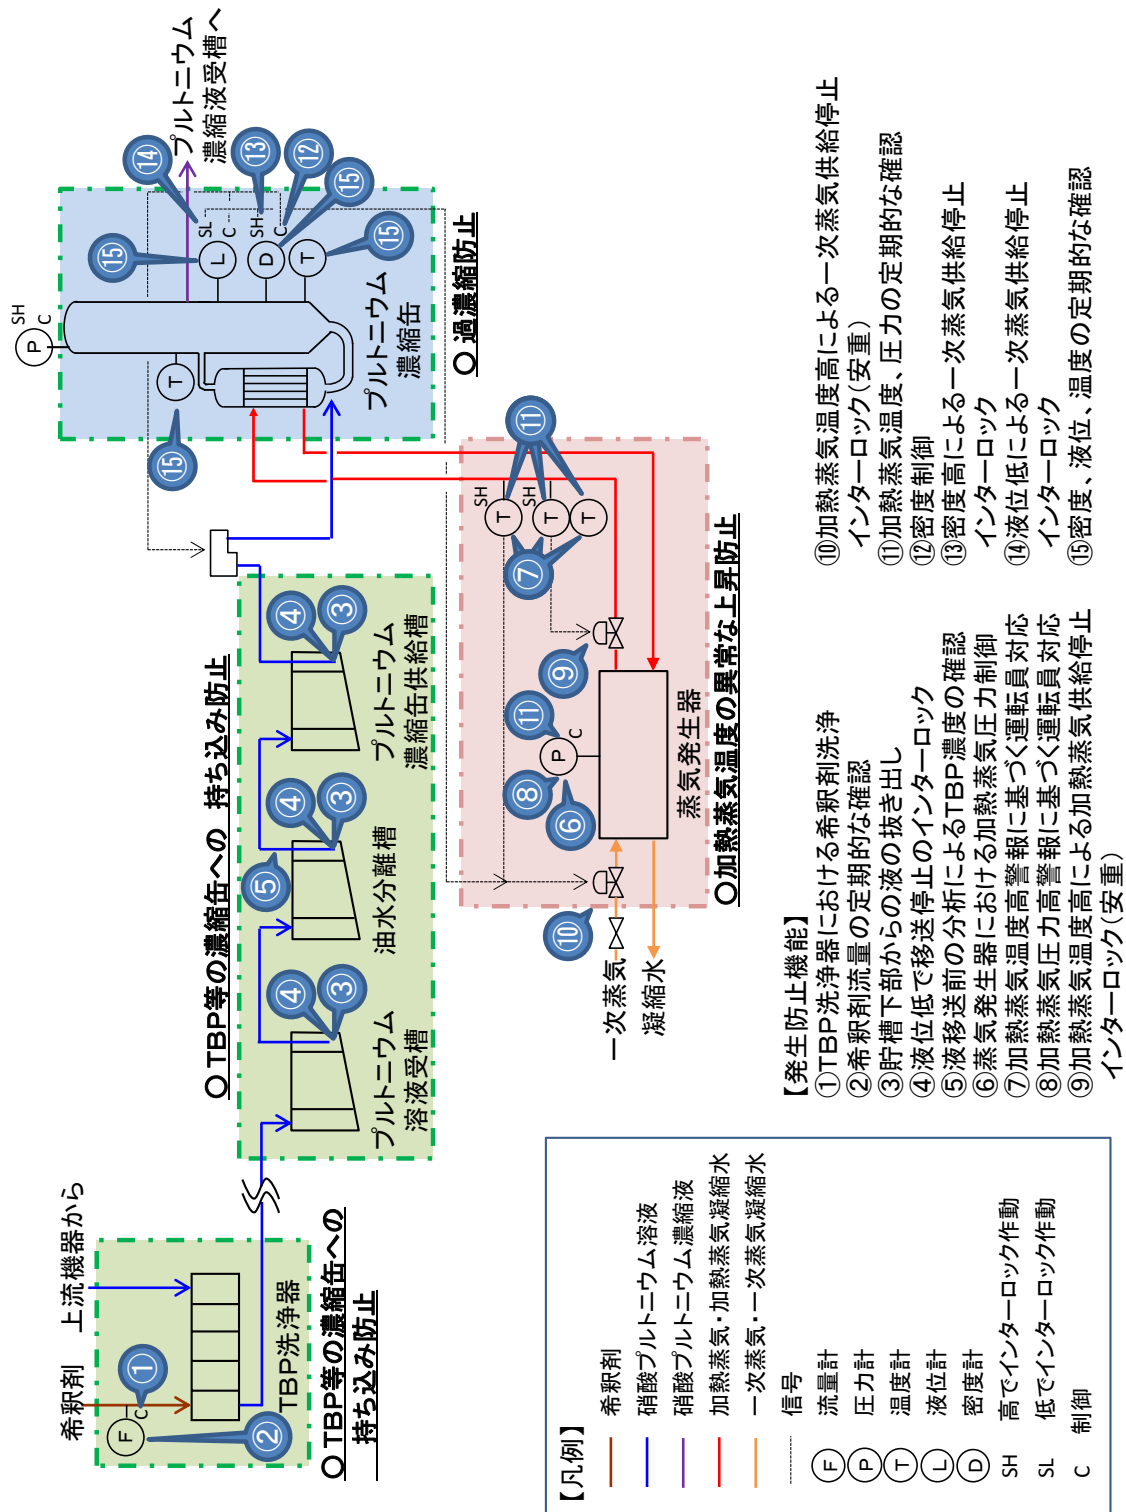 希釈剤
上流機器から
F
C
①
②
TBP洗浄器
○TBP等の濃縮缶への
持ち込み防止
○TBP等の濃縮缶への 持ち込み防止
④
③
プルトニウム
溶液受槽
⑤
④
③
油水分離槽
④
③
プルトニウム
濃縮缶供給槽
P
SH
C
T
⑮
プルトニウム
濃縮缶
⑮
L
SL
C
⑭
D
SH
C
⑬
⑫
⑮
T
⑮
プルトニウム
濃縮液受槽へ
○過濃縮防止
一次蒸気
凝縮水
⑩
⑥
⑧
P
C
⑪
⑨
蒸気発生器
⑦
T
SH
T
SH
T
⑪
○加熱蒸気温度の異常な上昇防止
【凡例】
希釈剤
硝酸プルトニウム溶液
硝酸プルトニウム濃縮液
加熱蒸気・加熱蒸気凝縮水
一次蒸気・一次蒸気凝縮水
信号
F 流量計
P 圧力計
T 温度計
L 液位計
D 密度計
SH 高でインターロック作動
SL 低でインターロック作動
C 制御
【発生防止機能】
①TBP洗浄器における希釈剤洗浄
②希釈剤流量の定期的な確認
③貯槽下部からの液の抜き出し
④液位低で移送停止のインターロック
⑤液移送前の分析によるTBP濃度の確認
⑥蒸気発生器における加熱蒸気圧力制御
⑦加熱蒸気温度高警報に基づく運転員対応
⑧加熱蒸気圧力高警報に基づく運転員対応
⑨加熱蒸気温度高による加熱蒸気供給停止
インターロック(安重)
⑩加熱蒸気温度高による一次蒸気供給停止
インターロック(安重)
⑪加熱蒸気温度、圧力の定期的な確認
⑫密度制御
⑬密度高による一次蒸気供給停止
インターロック
⑭液位低による一次蒸気供給停止
インターロック
⑮密度、液位、温度の定期的な確認